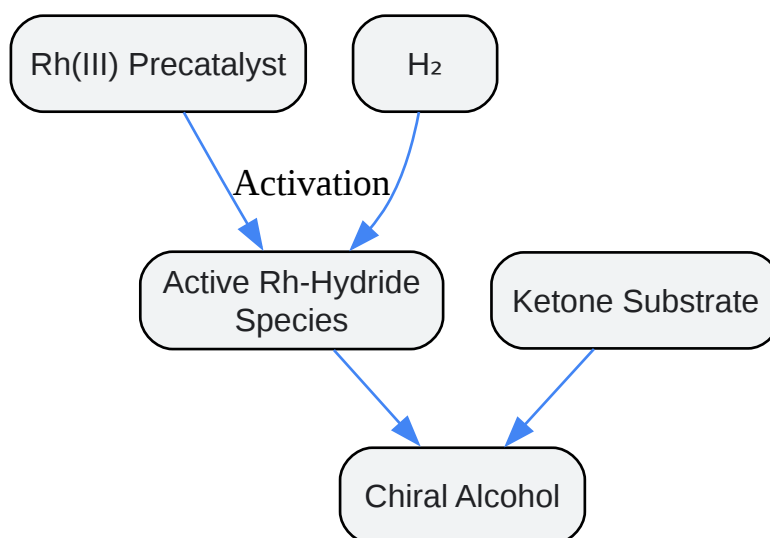 Rh(III) Precatalyst
H₂
Activation
Active Rh-Hydride
Species
Ketone Substrate
Chiral Alcohol